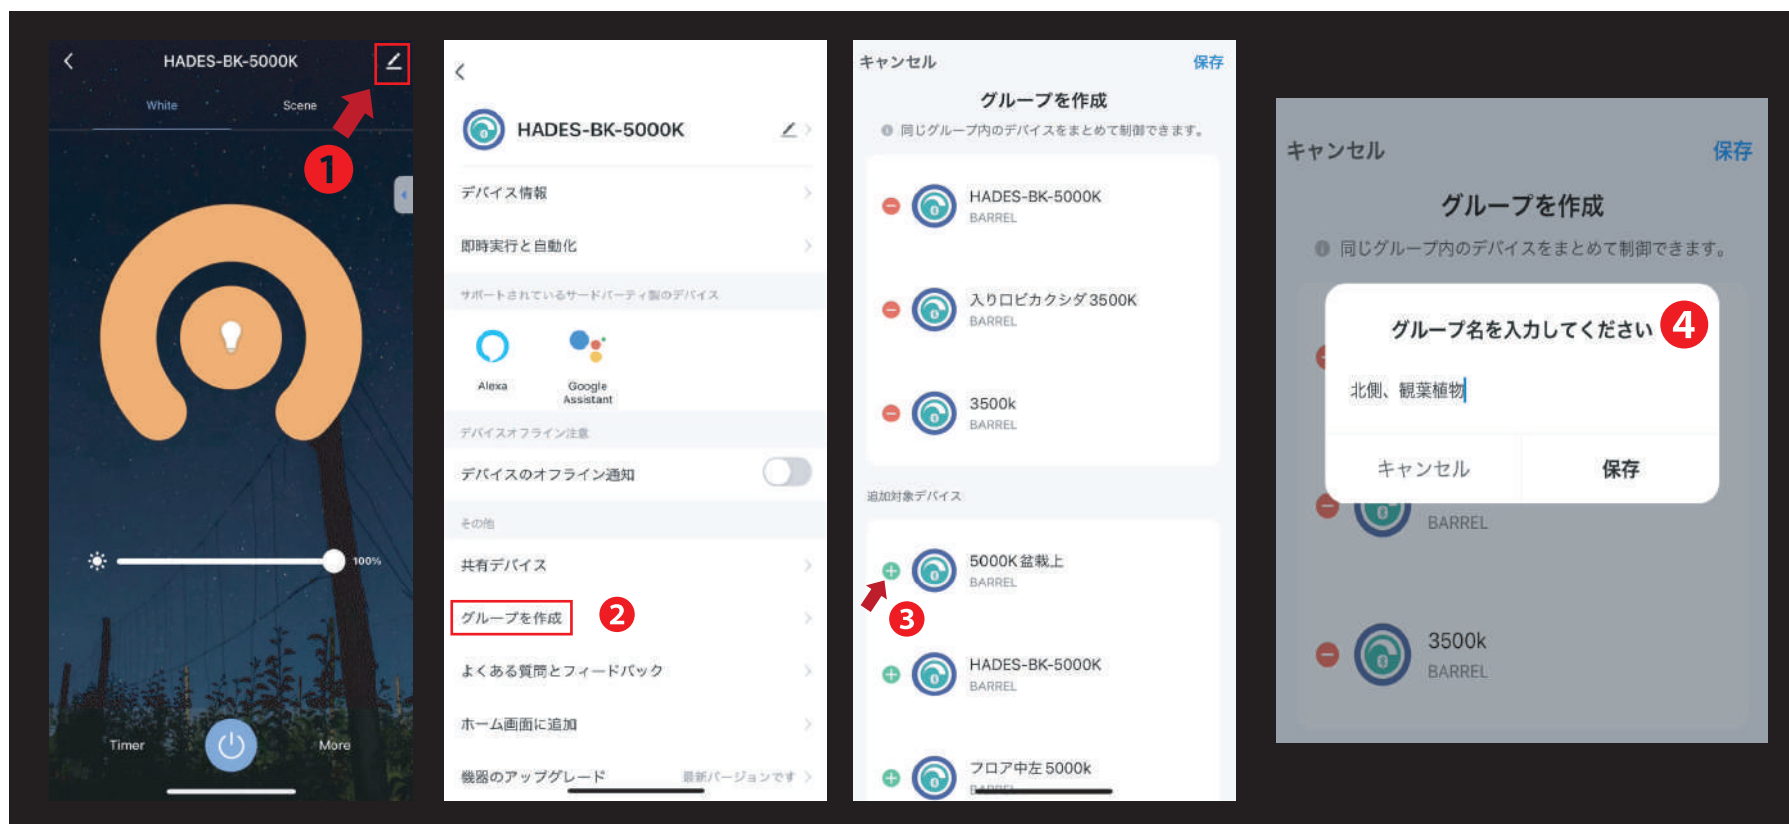 HADES-BK-5000K
White
Scene
1
100%
Timer
More
HADES-BK-5000K
デバイス情報
即時実行と自動化
サポートされているサードパーティ製のデバイス
Alexa
Google
Assistant
デバイスオフライン注意
デバイスのオフライン通知
その他
共有デバイス
グループを作成
2
よくある質問とフィードバック
ホーム画面に追加
機器のアップグレード 最新バージョンです
キャンセル 保存
グループを作成
同じグループ内のデバイスをまとめて制御できます。
HADES-BK-5000K
BARREL
入り口ビカクシダ3500K
BARREL
3500k
BARREL
追加対象デバイス
5000K盆栽上
BARREL
3
HADES-BK-5000K
BARREL
フロア中左5000k
キャンセル 保存
グループを作成
同じグループ内のデバイスをまとめて制御できます。
グループ名を入力してください
4
北側、観葉植物
キャンセル 保存
BARREL
3500k
BARREL